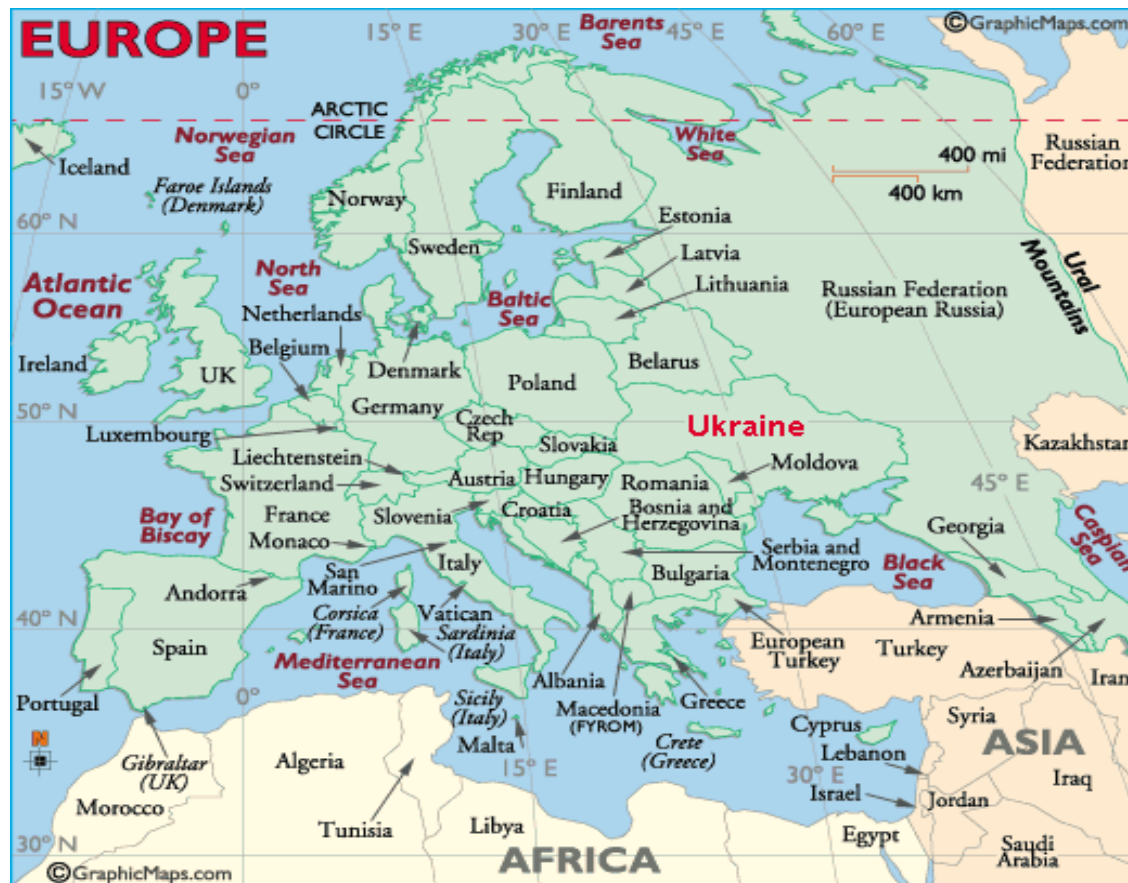 EUROPE
©GraphicMaps.com
15° E
Barents
Sea
45° E
60° E
15° W
0°
ARCTIC
CIRCLE
Norwegian
Sea
White
Sea
Russian
Federation
400 mi
400 km
Iceland
Faroe Islands
(Denmark)
Norway
Finland
Sweden
60° N
Estonia
Latvia
Lithuania
Ural
Mountains
Atlantic
Ocean
North
Sea
Baltic
Sea
Russian Federation
(European Russia)
Netherlands
Belgium
Ireland
UK
Denmark
Belarus
Poland
Germany
50° N
Luxembourg
Czech
Rep
Ukraine
Slovakia
Kazakhstan
Liechtenstein
Moldova
Switzerland
Austria
Hungary
Romania
45° E
Bay of
Biscay
France
Slovenia
Croatia
Bosnia and
Herzegovina
Georgia
Caspian
Sea
Monaco
San
Marino
Italy
Serbia and
Montenegro
Black
Sea
Bulgaria
Andorra
Corsica
(France)
Vatican
Sardinia
(Italy)
40° N
Spain
Armenia
European
Turkey
Turkey
Azerbaijan
Iran
Mediterranean
Sea
Portugal
0°
Sicily
(Italy)
Albania
Macedonia
(FYROM)
Greece
Cyprus
Syria
N
Gibraltar
(UK)
Algeria
Malta
Crete
(Greece)
Lebanon
ASIA
15° E
30° E
Iraq
Morocco
Israel
Jordan
Tunisia
Libya
Egypt
Saudi
Arabia
30° N
AFRICA
©GraphicMaps.com